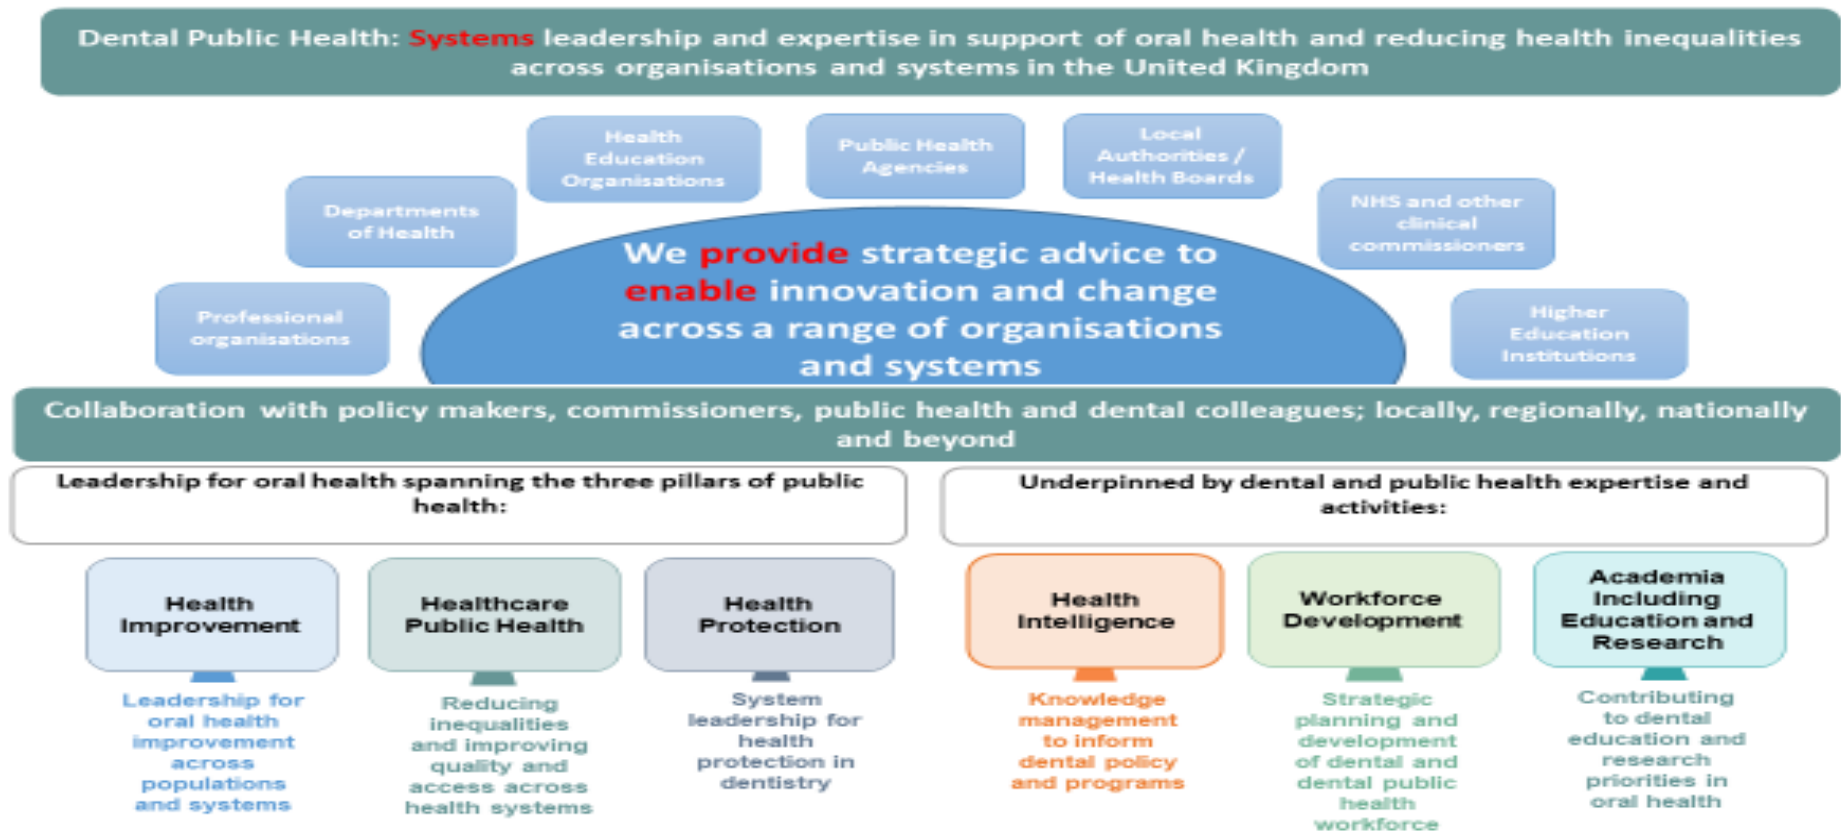 Dental Public Health: Systems leadership and expertise in support of oral health and reducing health inequalities
across organisations and systems in the United Kingdom
Health
Education
Organisations
Public Health
Agencies
Local
Authorities /
Health Boards
Departments
of Health
NHS and other
clinical
commissioners
Professional
organisations
Higher
Education
Institutions
We provide strategic advice to
enable innovation and change
across a range of organisations
and systems
Collaboration with policy makers, commissioners, public health and dental colleagues; locally, regionally, nationally
and beyond
Leadership for oral health spanning the three pillars of public
health:
Underpinned by dental and public health expertise and
activities:
Health
Improvement
Leadership for
oral health
improvement
across
populations
and systems
Healthcare
Public Health
Reducing
inequalities
and improving
quality and
access across
health systems
Health
Protection
System
leadership for
health
protection in
dentistry
Health
Intelligence
Knowledge
management
to inform
dental policy
and programs
Workforce
Development
Strategic
planning and
development
of dental and
dental public
health
workforce
Academia
Including
Education and
Research
Contributing
to dental
education and
research
priorities in
oral health